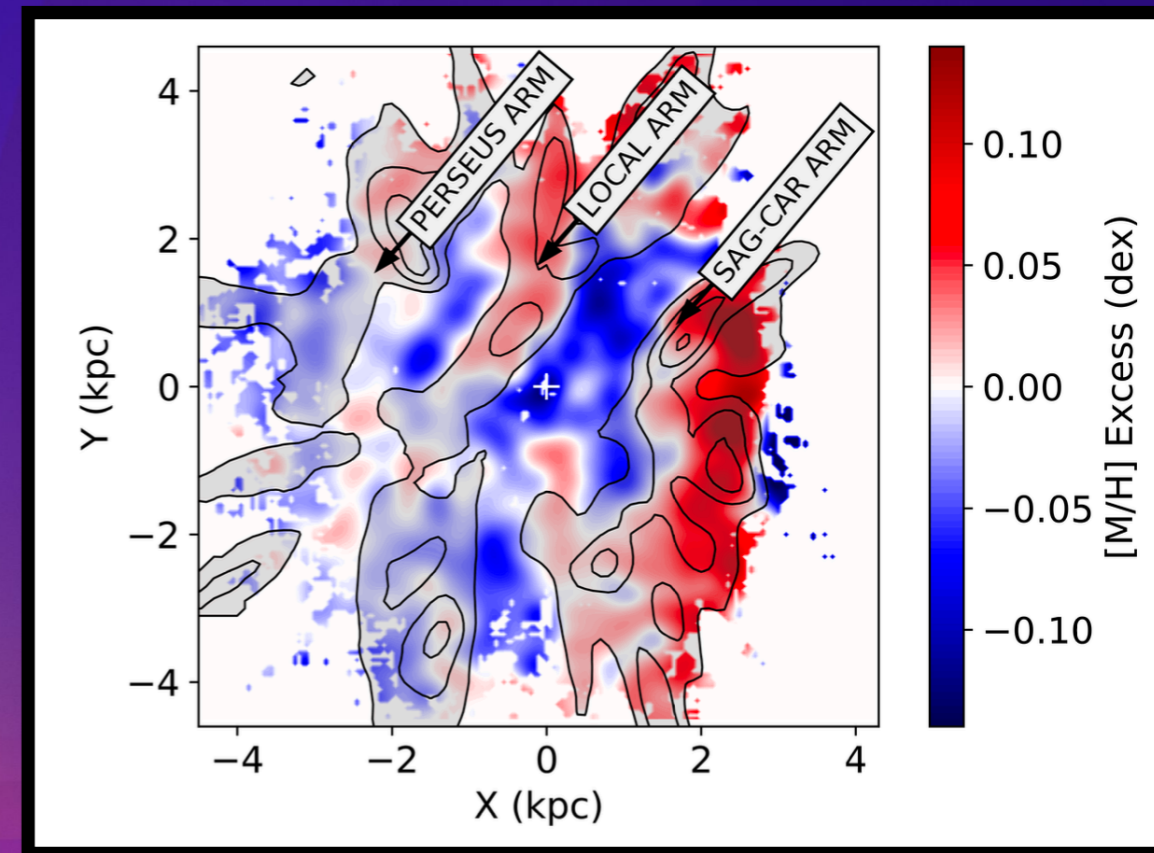 PERSEUS ARM
LOCAL ARM
SAG-CAR ARM
4
2
0
−2
−4
Y (kpc)
−4
−2
0
2
4
X (kpc)
0.10
0.05
0.00
−0.05
−0.10
[M/H] Excess (dex)